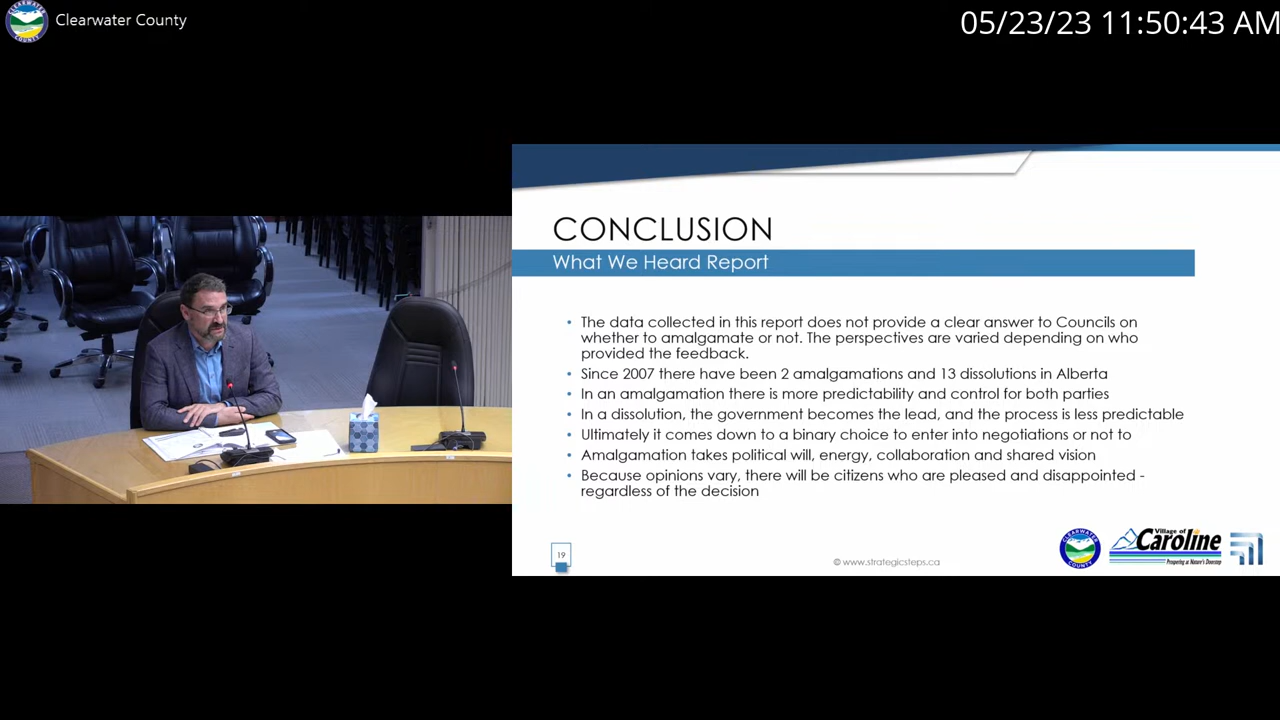 Clearwater County
05/23/23 11:50:43 AM
CONCLUSION
What We Heard Report
• The data collected in this report does not provide a clear answer to Councils on
whether to amalgamate or not. The perspectives are varied depending on who
provided the feedback.
• Since 2007 there have been 2 amalgamations and 13 dissolutions in Alberta
• In an amalgamation there is more predictability and control for both parties
• In a dissolution, the government becomes the lead, and the process is less predictable
• Ultimately it comes down to a binary choice to enter into negotiations or not to
• Amalgamation takes political will, energy, collaboration and shared vision
• Because opinions vary, there will be citizens who are pleased and disappointed -
regardless of the decision
19
© www.strategicsteps.ca
CLEARWATER
COUNTY
Village of
Caroline
Prospering at Nature's Doorstep